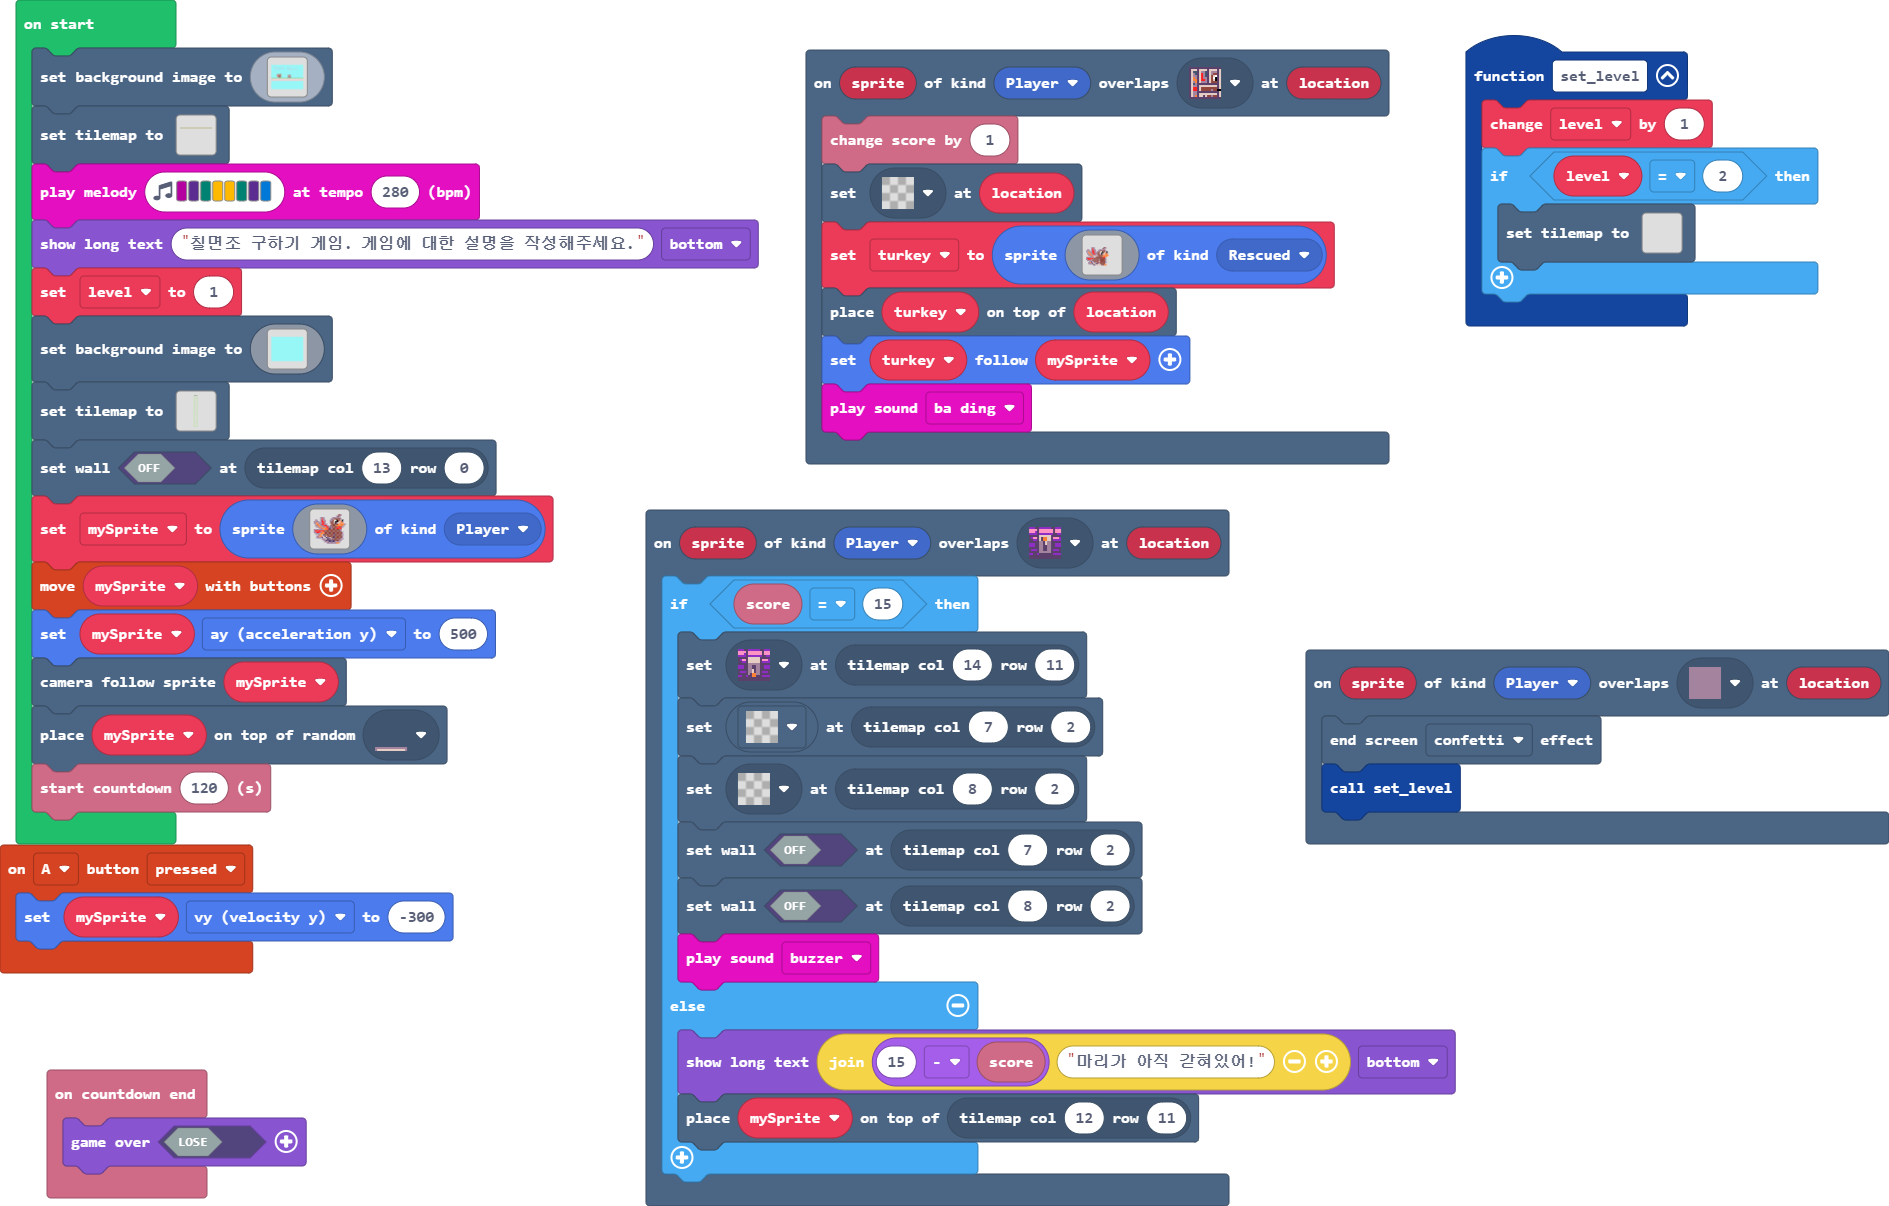 on start
set background image to
set tilemap to
play melody at tempo 280 (bpm)
show long text "칠면조 구하기 게임. 게임에 대한 설명을 작성해주세요." bottom
set level to 1
set background image to
set tilemap to
set wall OFF at tilemap col 13 row 0
set mySprite to sprite of kind Player
move mySprite with buttons
set mySprite ay (acceleration y) to 500
camera follow sprite mySprite
place mySprite on top of random
start countdown 120 (s)
on A button pressed
set mySprite vy (velocity y) to -300
on countdown end
game over LOSE
on sprite of kind Player overlaps at location
change score by 1
set at location
set turkey to sprite of kind Rescued
place turkey on top of location
set turkey follow mySprite
play sound ba ding
on sprite of kind Player overlaps at location
if score = 15 then
set at tilemap col 14 row 11
set at tilemap col 7 row 2
set at tilemap col 8 row 2
set wall OFF at tilemap col 7 row 2
set wall OFF at tilemap col 8 row 2
play sound buzzer
else
show long text join 15 - score "마리가 아직 갇혀있어!" bottom
place mySprite on top of tilemap col 12 row 11
function set_level
change level by 1
if level = 2 then
set tilemap to
on sprite of kind Player overlaps at location
end screen confetti effect
call set_level